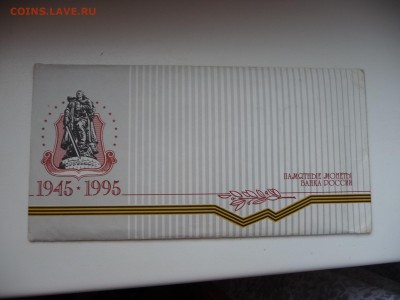 COINS.LAVE.RU
1945 · 1995
ПАМЯТНЫЕ МОНЕТЫ
БАНКА РОССИИ